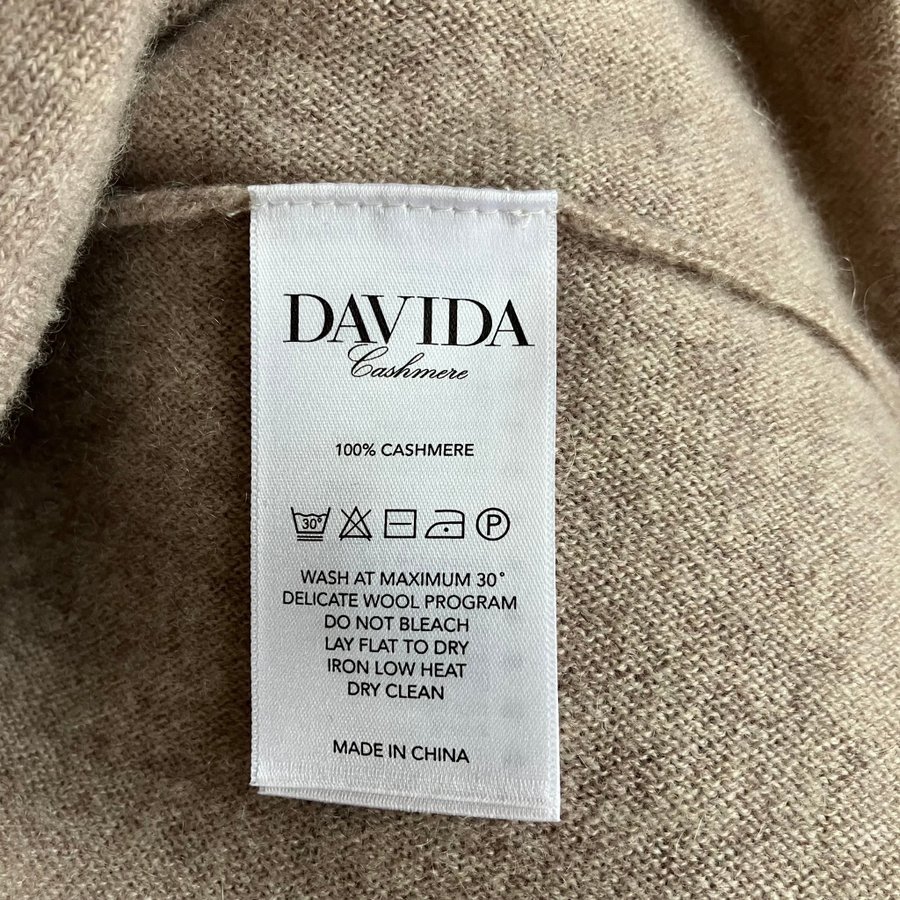 DAVIDA
Cashmere
100% CASHMERE
30° P
WASH AT MAXIMUM 30°
DELICATE WOOL PROGRAM
DO NOT BLEACH
LAY FLAT TO DRY
IRON LOW HEAT
DRY CLEAN
MADE IN CHINA